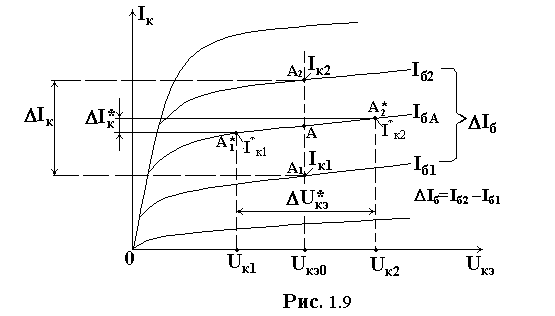 Iк
A₂ Iк2
Iб2
ΔIк
ΔIк*
A₂*
IбA
ΔIб
A
A₁* I*к1
I*к2
A₁ Iк1
Iб1
ΔUкэ*
ΔIб=Iб2–Iб1
0
Uк1 Uкэ0 Uк2 Uкэ
Рис. 1.9